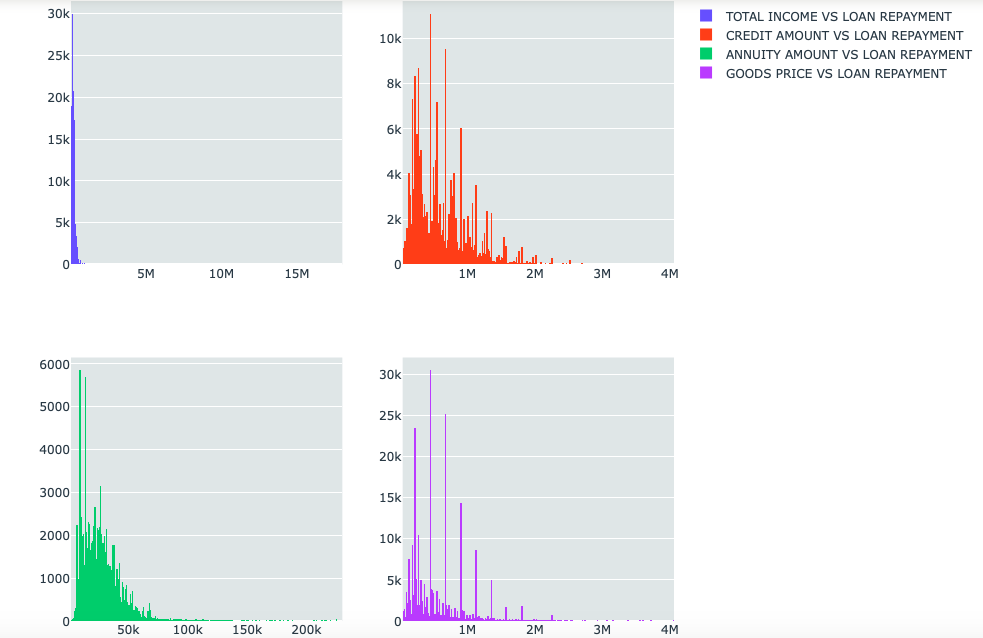 30k
25k
20k
15k
10k
5k
0
5M
10M
15M
10k
8k
6k
4k
2k
0
1M
2M
3M
4M
TOTAL INCOME VS LOAN REPAYMENT
CREDIT AMOUNT VS LOAN REPAYMENT
ANNUITY AMOUNT VS LOAN REPAYMENT
GOODS PRICE VS LOAN REPAYMENT
6000
5000
4000
3000
2000
1000
0
50k
100k
150k
200k
30k
25k
20k
15k
10k
5k
0
1M
2M
3M
4M